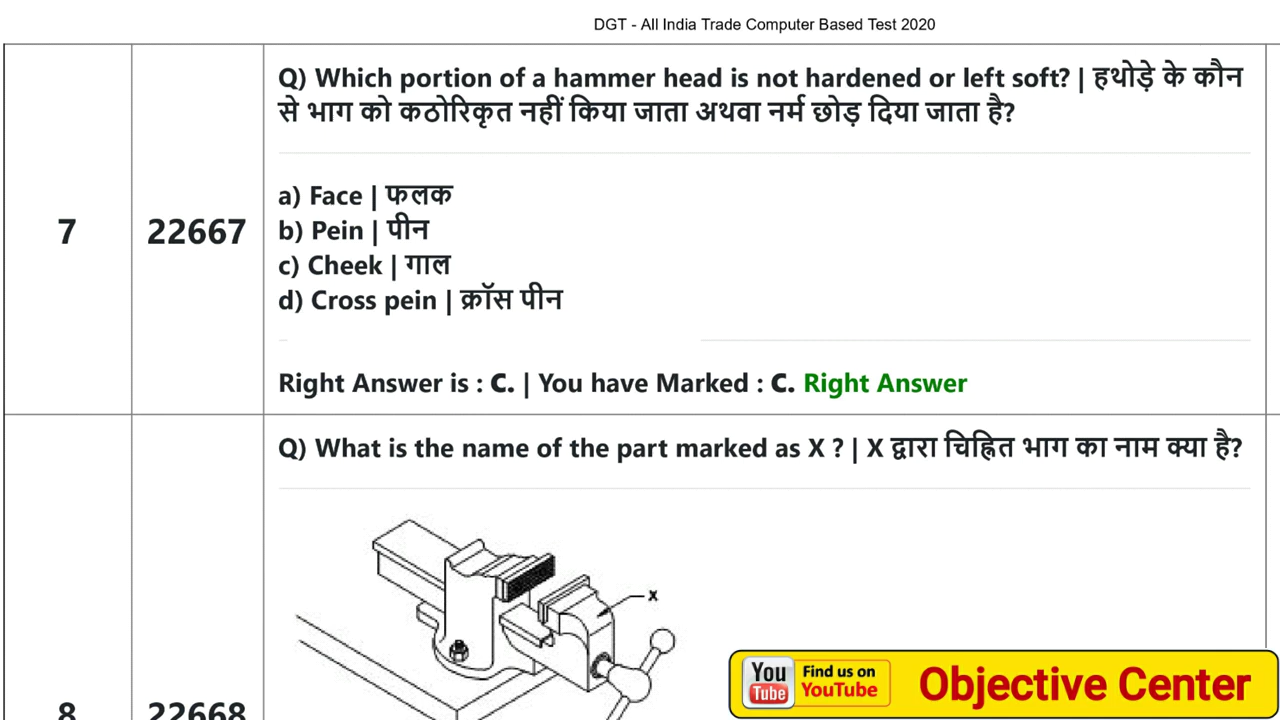 DGT - All India Trade Computer Based Test 2020
Q) Which portion of a hammer head is not hardened or left soft? | हथोड़े के कौन
से भाग को कठोरिकृत नहीं किया जाता अथवा नर्म छोड़ दिया जाता है?
7
22667
a) Face | फलक
b) Pein | पीन
c) Cheek | गाल
d) Cross pein | क्रॉस पीन
Right Answer is : C. | You have Marked : C. Right Answer
Q) What is the name of the part marked as X ? | X द्वारा चिह्नित भाग का नाम क्या है?
X
8
22668
You Tube
Find us on
YouTube
Objective Center